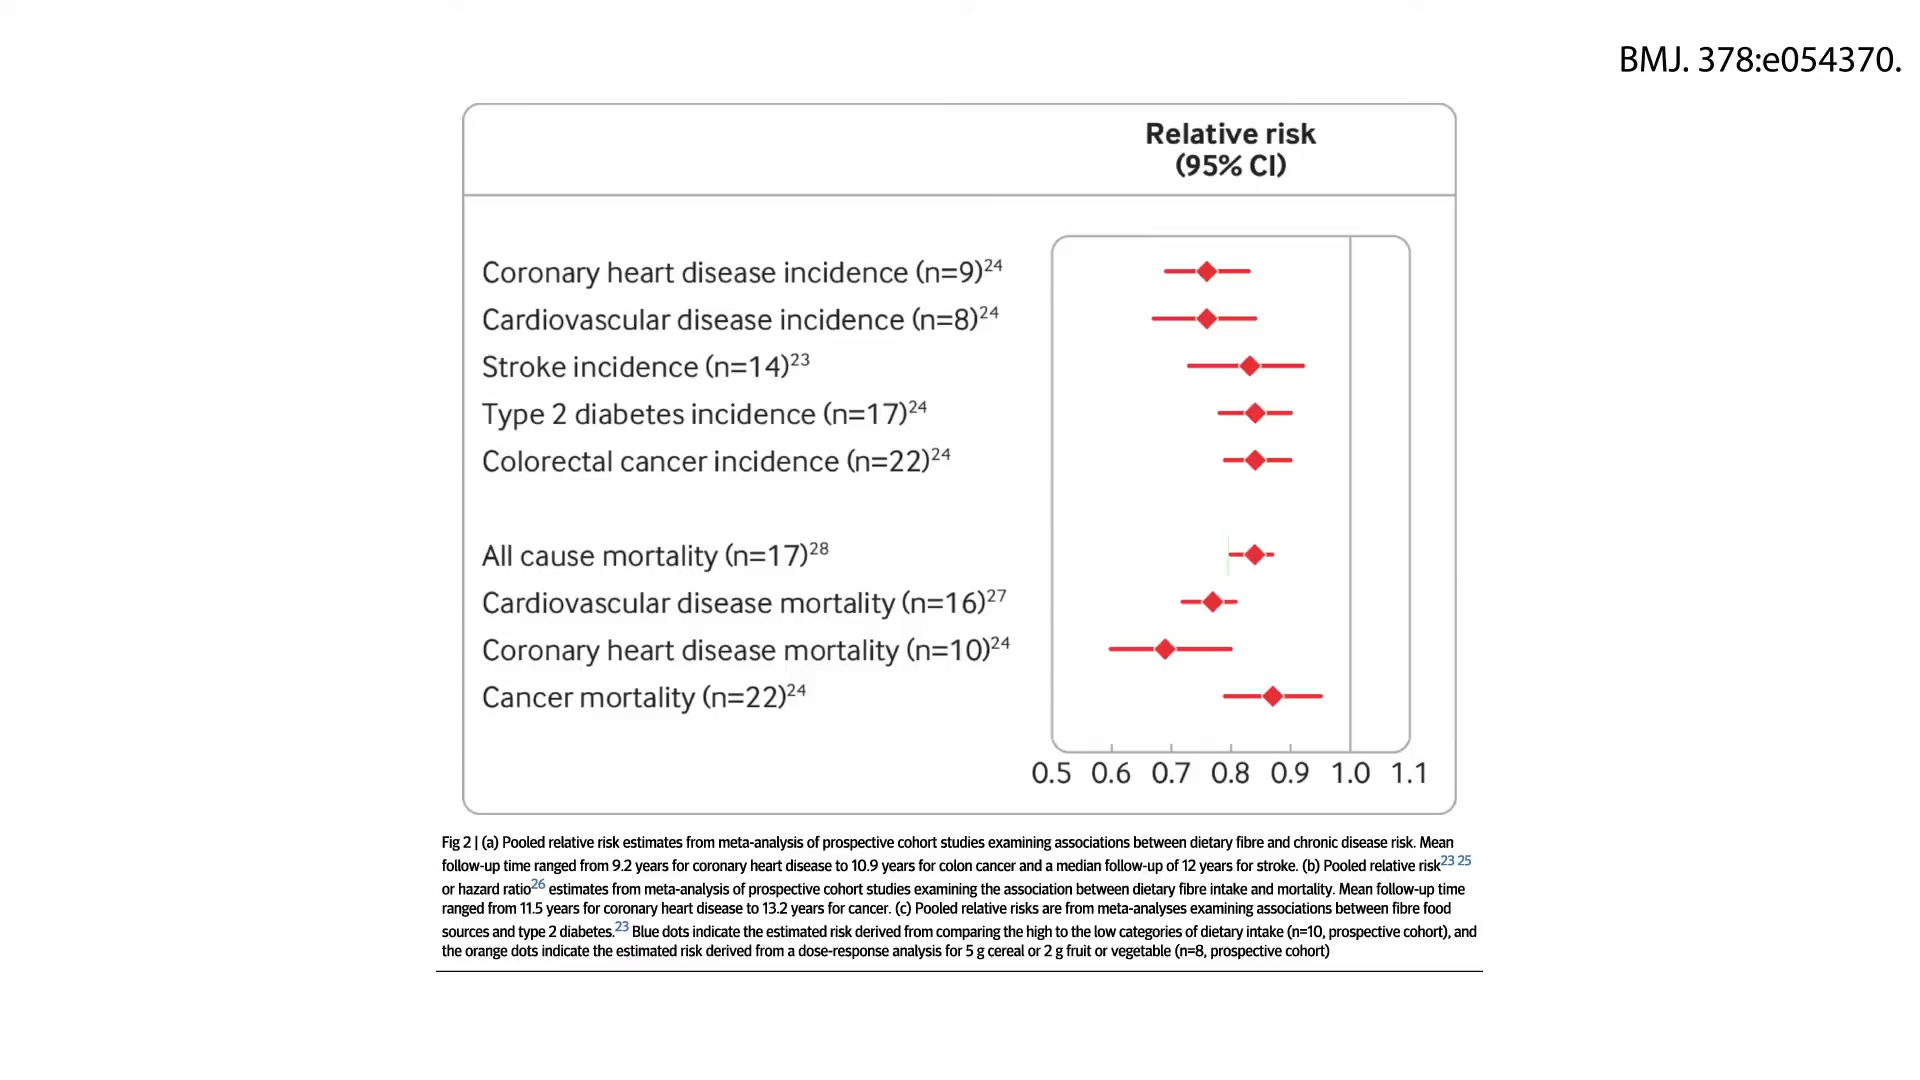 BMJ. 378:e054370.
Relative risk
(95% CI)
Coronary heart disease incidence (n=9)24
Cardiovascular disease incidence (n=8)24
Stroke incidence (n=14)23
Type 2 diabetes incidence (n=17)24
Colorectal cancer incidence (n=22)24
All cause mortality (n=17)28
Cardiovascular disease mortality (n=16)27
Coronary heart disease mortality (n=10)24
Cancer mortality (n=22)24
0.5 0.6 0.7 0.8 0.9 1.0 1.1
Fig 2 | (a) Pooled relative risk estimates from meta-analysis of prospective cohort studies examining associations between dietary fibre and chronic disease risk. Mean
follow-up time ranged from 9.2 years for coronary heart disease to 10.9 years for colon cancer and a median follow-up of 12 years for stroke. (b) Pooled relative risk23 25
or hazard ratio26 estimates from meta-analysis of prospective cohort studies examining the association between dietary fibre intake and mortality. Mean follow-up time
ranged from 11.5 years for coronary heart disease to 13.2 years for cancer. (c) Pooled relative risks are from meta-analyses examining associations between fibre food
sources and type 2 diabetes.23 Blue dots indicate the estimated risk derived from comparing the high to the low categories of dietary intake (n=10, prospective cohort), and
the orange dots indicate the estimated risk derived from a dose-response analysis for 5 g cereal or 2 g fruit or vegetable (n=8, prospective cohort)